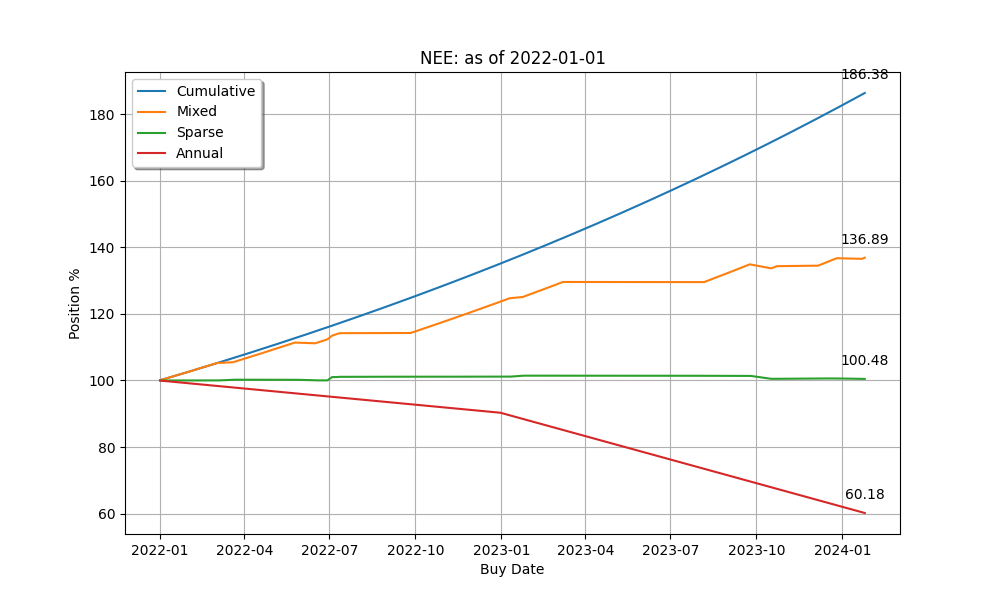 NEE: as of 2022-01-01
186.38
Cumulative
Mixed
Sparse
Annual
180
160
140
120
100
80
60
136.89
100.48
60.18
Position %
2022-01 2022-04 2022-07 2022-10 2023-01 2023-04 2023-07 2023-10 2024-01
Buy Date